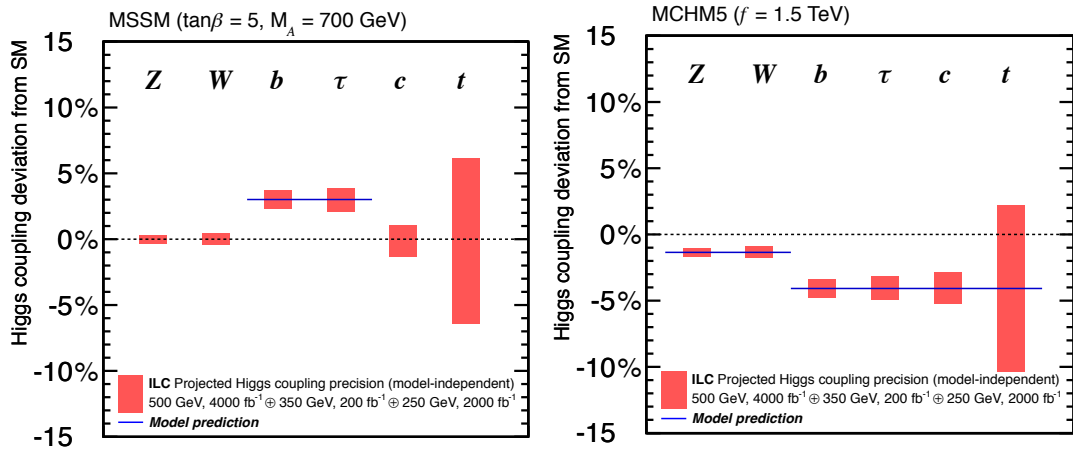 MSSM (tanβ = 5, M_A = 700 GeV)
Higgs coupling deviation from SM
15
10%
5%
0%
-5%
-10%
-15
Z W b τ c t
ILC Projected Higgs coupling precision (model-independent)
500 GeV, 4000 fb⁻¹ ⊕ 350 GeV, 200 fb⁻¹ ⊕ 250 GeV, 2000 fb⁻¹
Model prediction
MCHM5 (f = 1.5 TeV)
Higgs coupling deviation from SM
15
10%
5%
0%
-5%
-10%
-15
Z W b τ c t
ILC Projected Higgs coupling precision (model-independent)
500 GeV, 4000 fb⁻¹ ⊕ 350 GeV, 200 fb⁻¹ ⊕ 250 GeV, 2000 fb⁻¹
Model prediction